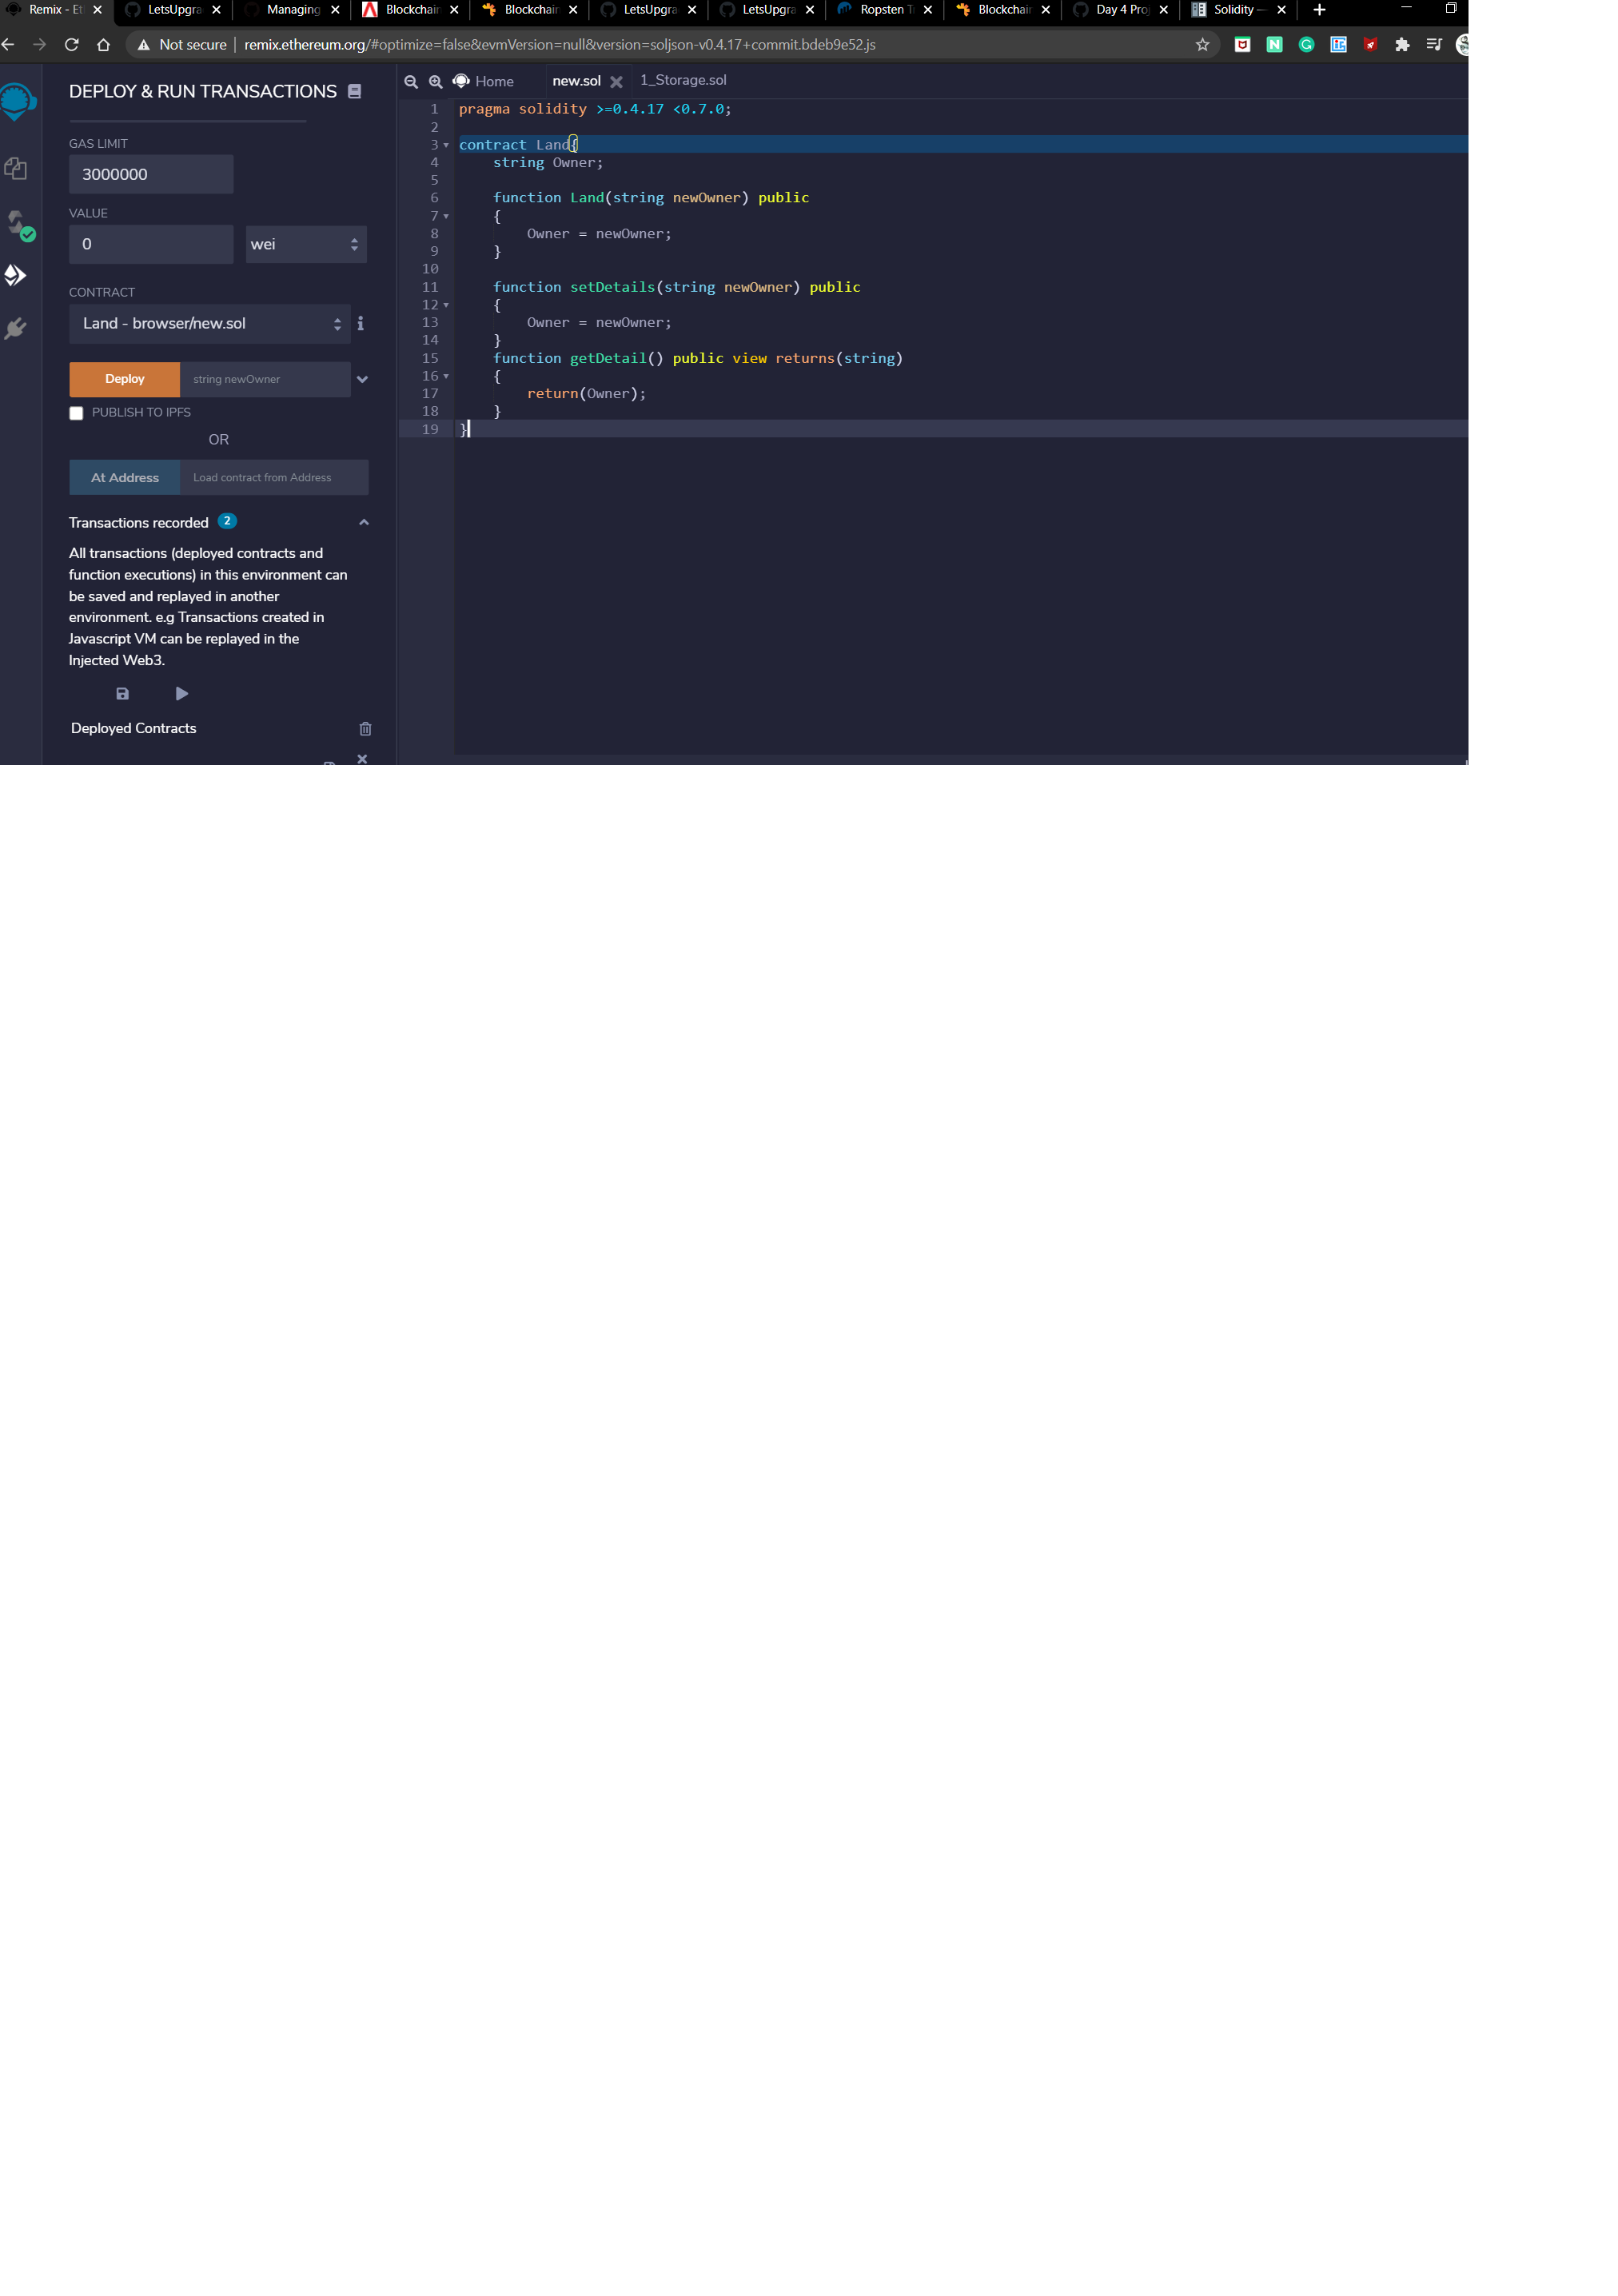 Remix - Et
LetsUpgra
Managing
Blockchain
Blockchain
LetsUpgra
LetsUpgra
Ropsten T
Blockchain
Day 4 Pro
Solidity —
Not secure | remix.ethereum.org/#optimize=false&evmVersion=null&version=soljson-v0.4.17+commit.bdeb9e52.js
DEPLOY & RUN TRANSACTIONS
GAS LIMIT
3000000
VALUE
0
wei
CONTRACT
Land - browser/new.sol
Deploy
string newOwner
PUBLISH TO IPFS
OR
At Address
Load contract from Address
Transactions recorded 2
All transactions (deployed contracts and
function executions) in this environment can
be saved and replayed in another
environment. e.g Transactions created in
Javascript VM can be replayed in the
Injected Web3.
Deployed Contracts
Home
new.sol
1_Storage.sol
1 pragma solidity >=0.4.17 <0.7.0;
2
3 contract Land{
4 string Owner;
5
6 function Land(string newOwner) public
7 {
8 Owner = newOwner;
9 }
10
11 function setDetails(string newOwner) public
12 {
13 Owner = newOwner;
14 }
15 function getDetail() public view returns(string)
16 {
17 return(Owner);
18 }
19 }